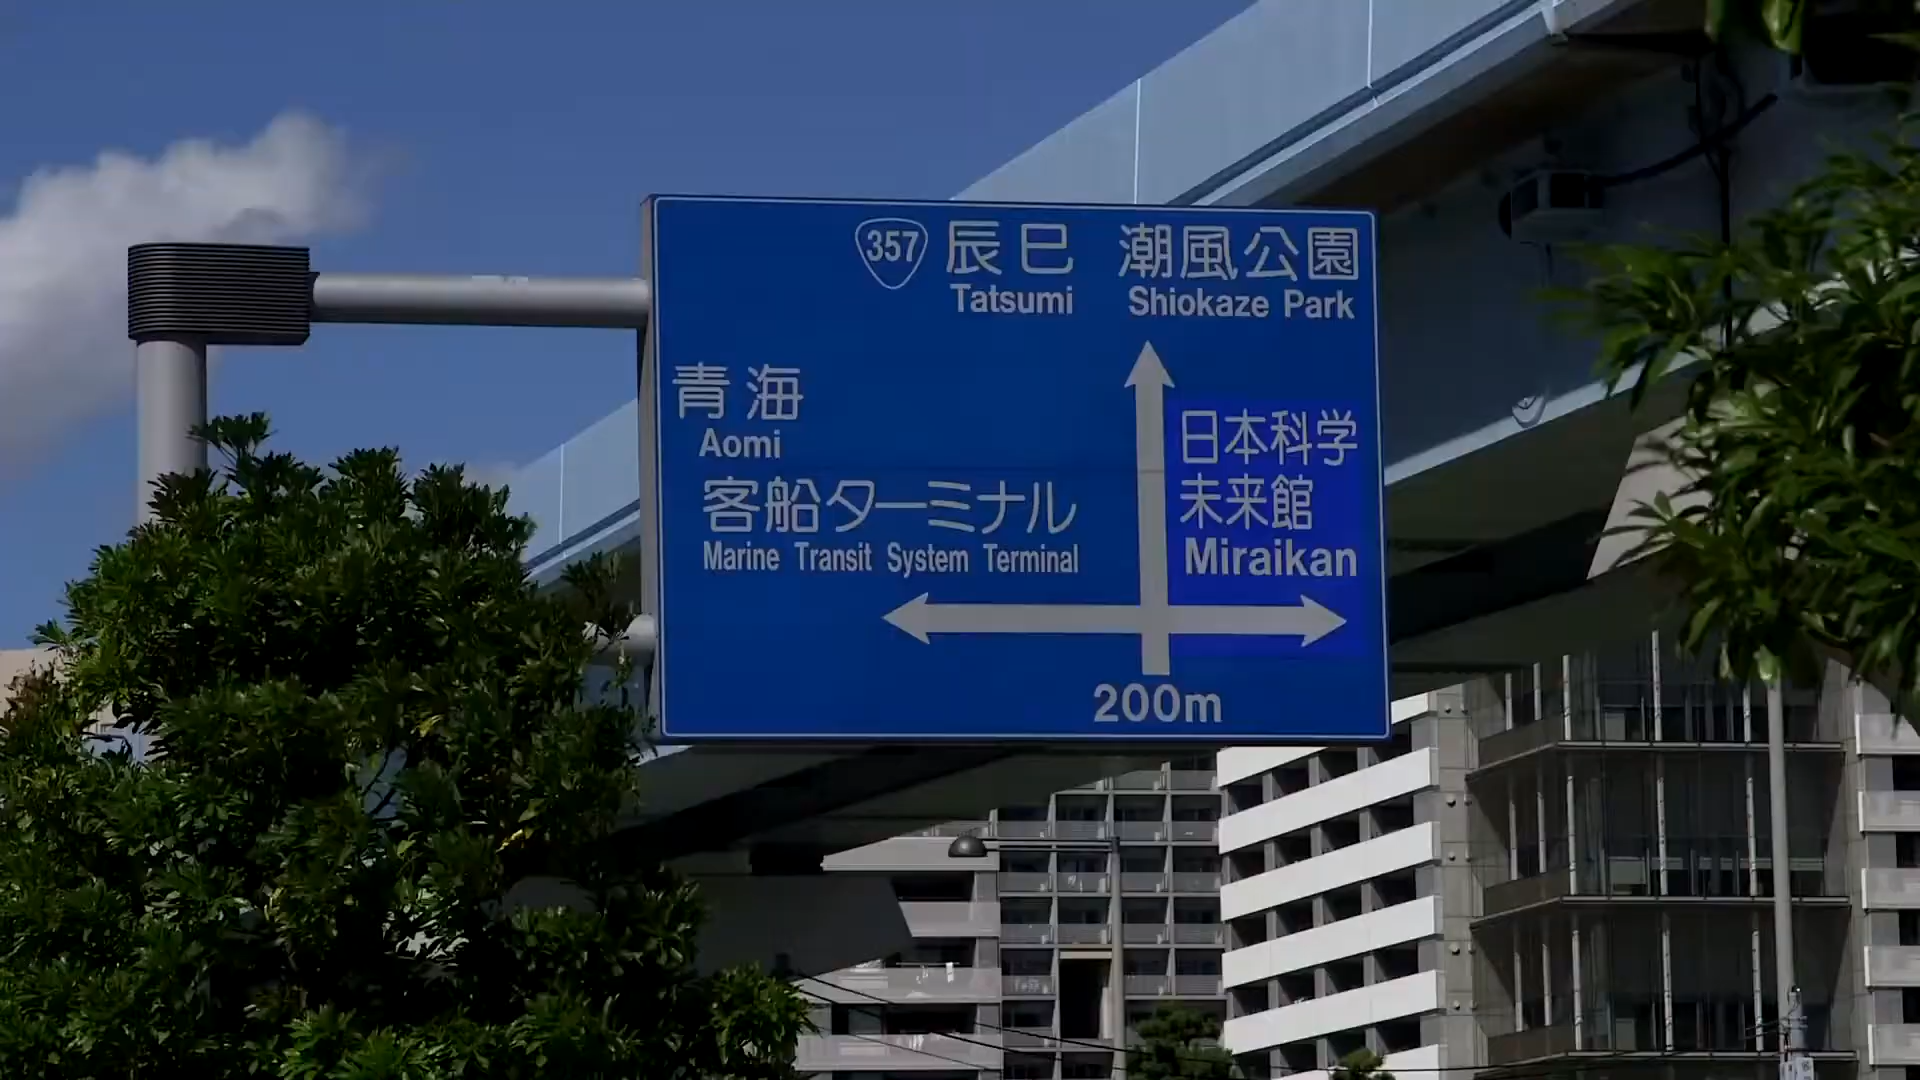 357 辰巳 潮風公園
Tatsumi Shiokaze Park
青海
Aomi
客船ターミナル
Marine Transit System Terminal
日本科学
未来館
Miraikan
200m